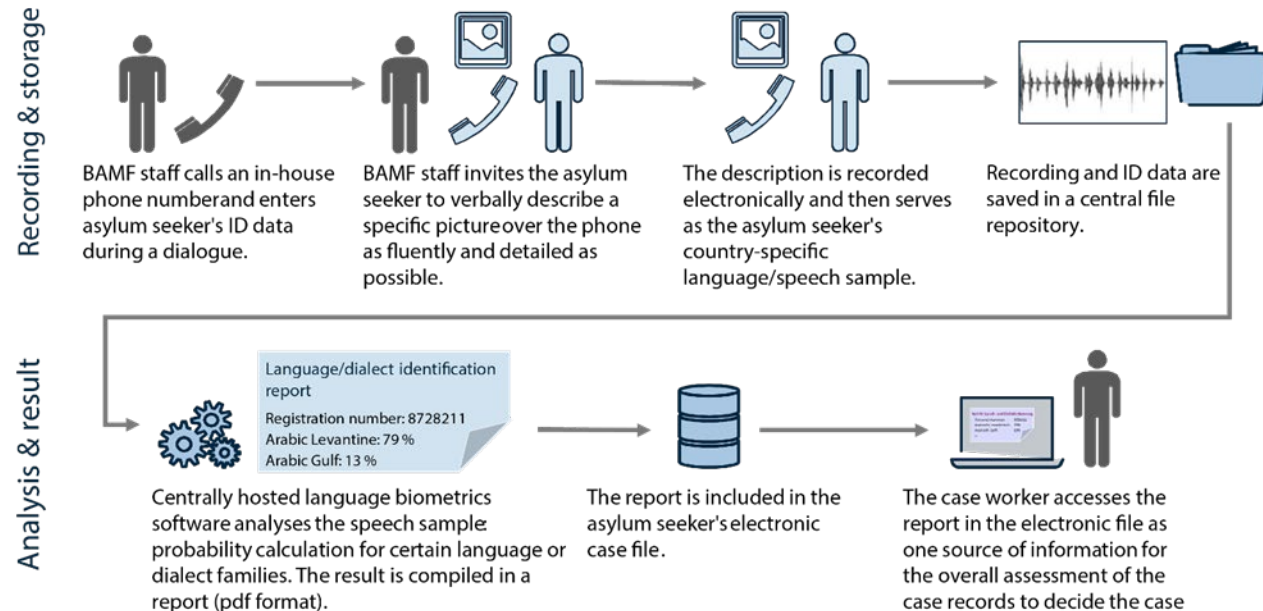 Recording & storage
BAMF staff calls an in-house
phone numberand enters
asylum seeker's ID data
during a dialogue.
BAMF staff invites the asylum
seeker to verbally describe a
specific pictureover the phone
as fluently and detailed as
possible.
The description is recorded
electronically and then serves
as the asylum seeker's
country-specific
language/speech sample.
Recording and ID data are
saved in a central file
repository.
Analysis & result
Language/dialect identification
report
Registration number: 8728211
Arabic Levantine: 79 %
Arabic Gulf: 13 %
Centrally hosted language biometrics
software analyses the speech sample:
probability calculation for certain language or
dialect families. The result is compiled in a
report (pdf format).
The report is included in the
asylum seeker's electronic
case file.
The case worker accesses the
report in the electronic file as
one source of information for
the overall assessment of the
case records to decide the case